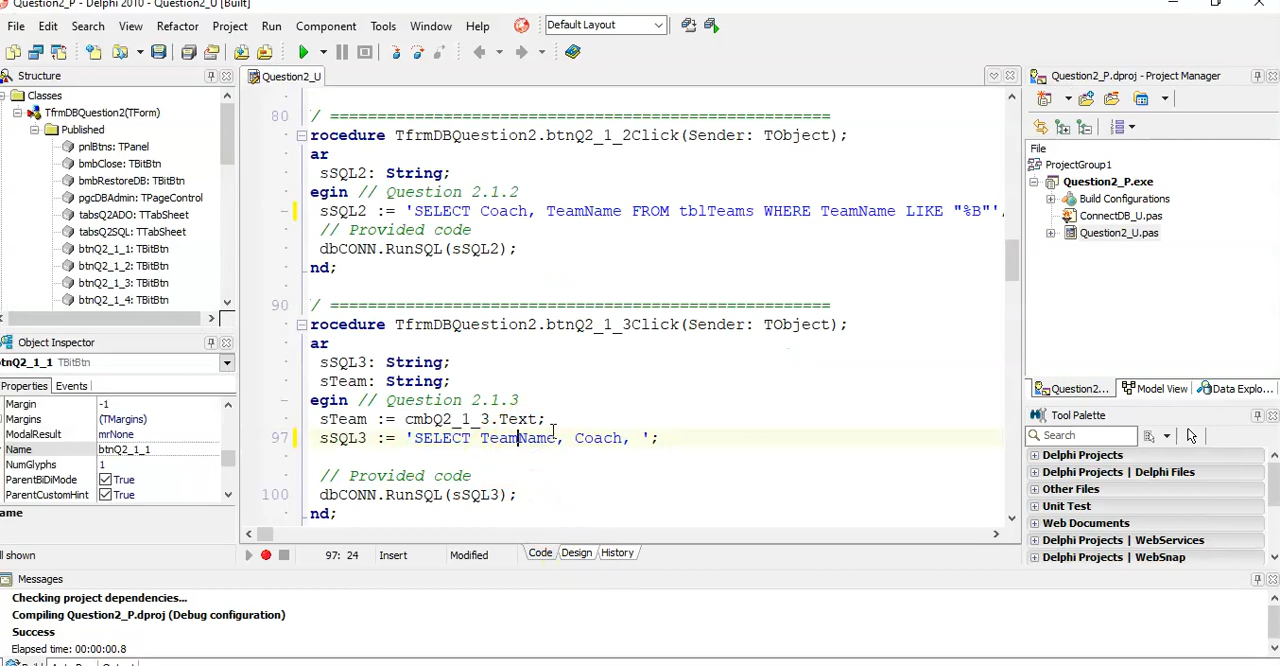 Question2_P - Delphi 2010 - Question2_U [Built]
File Edit Search View Refactor Project Run Component Tools Window Help Default Layout
Structure
Classes
TfrmDBQuestion2(TForm)
Published
pnlBtns: TPanel
bmbClose: TBitBtn
bmbRestoreDB: TBitBtn
pgcDBAdmin: TPageControl
tabsQ2ADO: TTabSheet
tabsQ2SQL: TTabSheet
btnQ2_1_1: TBitBtn
btnQ2_1_2: TBitBtn
btnQ2_1_3: TBitBtn
btnQ2_1_4: TBitBtn
Object Inspector
btnQ2_1_1 TBitBtn
Properties Events
Margin -1
Margins (TMargins)
ModalResult mrNone
Name btnQ2_1_1
NumGlyphs 1
ParentBiDiMode True
ParentCustomHint True
ame
ll shown
Question2_U
80 / =====================================================
rocedure TfrmDBQuestion2.btnQ2_1_2Click(Sender: TObject);
ar
sSQL2: String;
egin // Question 2.1.2
sSQL2 := 'SELECT Coach, TeamName FROM tblTeams WHERE TeamName LIKE "%B"'
// Provided code
dbCONN.RunSQL(sSQL2);
nd;
90 / =====================================================
rocedure TfrmDBQuestion2.btnQ2_1_3Click(Sender: TObject);
ar
sSQL3: String;
sTeam: String;
egin // Question 2.1.3
sTeam := cmbQ2_1_3.Text;
97 sSQL3 := 'SELECT TeamName, Coach, ';
// Provided code
100 dbCONN.RunSQL(sSQL3);
nd;
97: 24 Insert Modified Code Design History
Question2_P.dproj - Project Manager
File
ProjectGroup1
Question2_P.exe
Build Configurations
ConnectDB_U.pas
Question2_U.pas
Question2... Model View Data Explo...
Tool Palette
Search
Delphi Projects
Delphi Projects | Delphi Files
Other Files
Unit Test
Web Documents
Delphi Projects | WebServices
Delphi Projects | WebSnap
Messages
Checking project dependencies...
Compiling Question2_P.dproj (Debug configuration)
Success
Elapsed time: 00:00:00.8